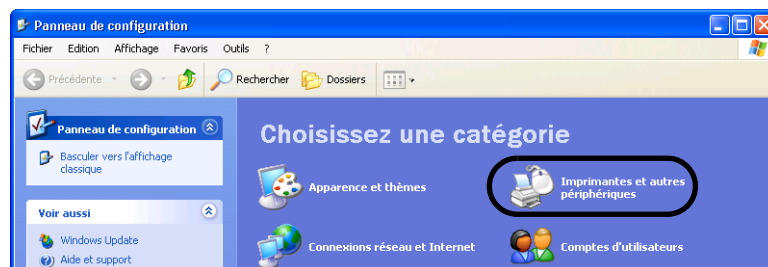 Panneau de configuration
Fichier Edition Affichage Favoris Outils ?
Précédente Rechercher Dossiers
Panneau de configuration
Basculer vers l'affichage
classique
Voir aussi
Windows Update
Aide et support
Choisissez une catégorie
Apparence et thèmes
Imprimantes et autres
périphériques
Connexions réseau et Internet
Comptes d'utilisateurs